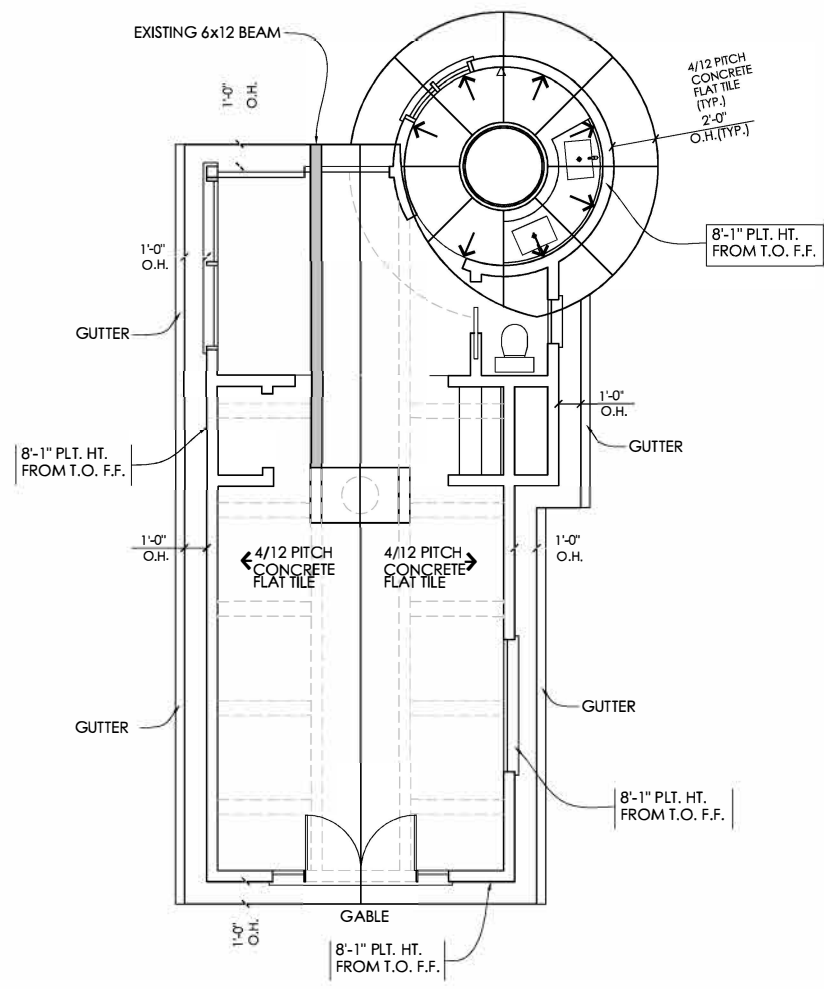 EXISTING 6x12 BEAM
1'-0"
O.H.
4/12 PITCH
CONCRETE
FLAT TILE
(TYP.)
2'-0"
O.H.(TYP.)
8'-1" PLT. HT.
FROM T.O. F.F.
1'-0"
O.H.
GUTTER
1'-0"
O.H.
GUTTER
8'-1" PLT. HT.
FROM T.O. F.F.
1'-0"
O.H.
4/12 PITCH
CONCRETE
FLAT TILE
4/12 PITCH
CONCRETE
FLAT TILE
1'-0"
O.H.
GUTTER
GUTTER
8'-1" PLT. HT.
FROM T.O. F.F.
GABLE
1'-0"
O.H.
8'-1" PLT. HT.
FROM T.O. F.F.